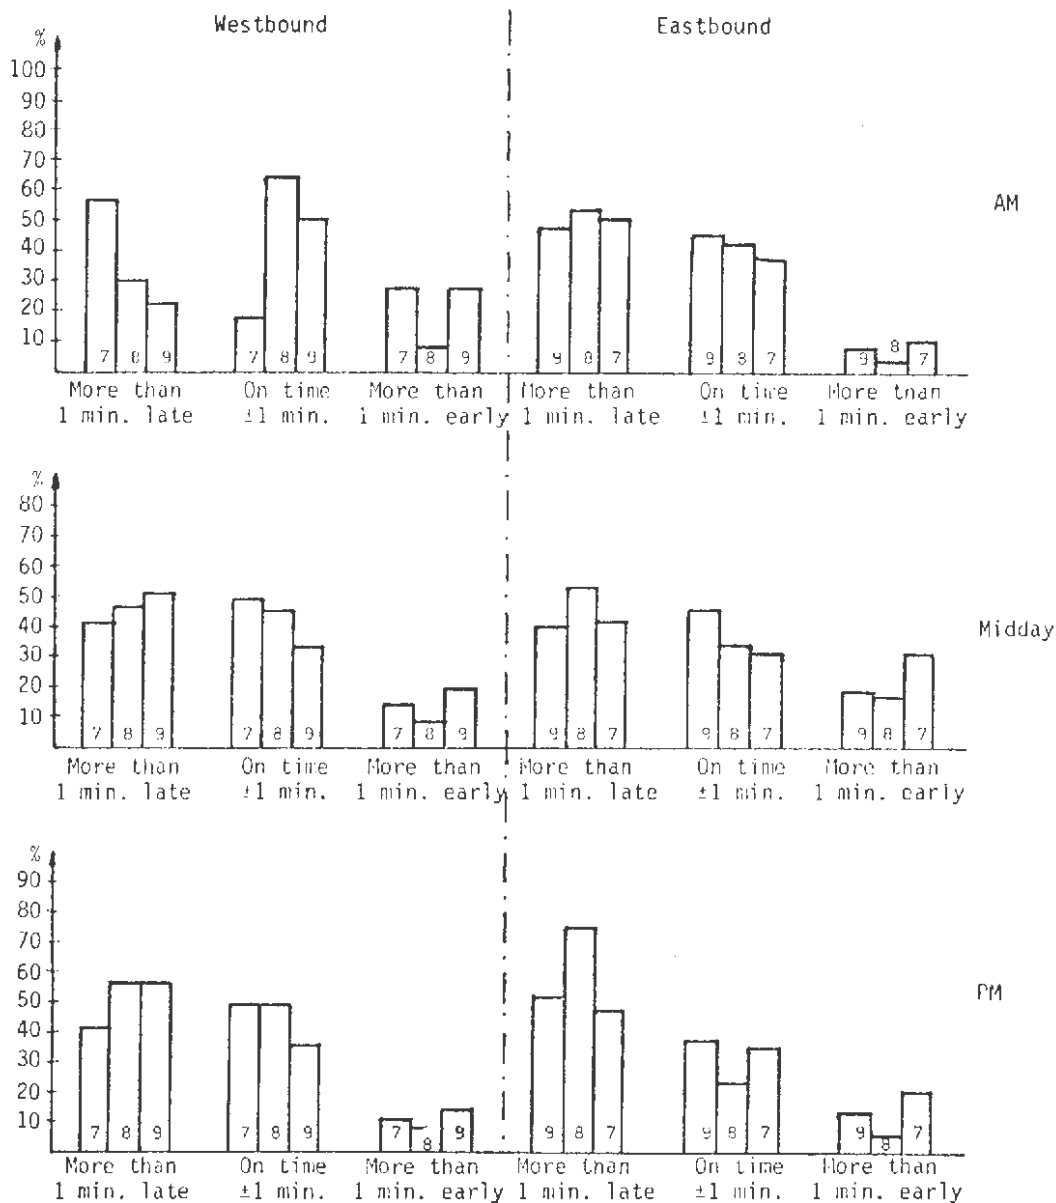 Westbound Eastbound
%
100
90
80
70
60
50
40
30
20
10
AM
7 8 9 7 8 9 7 8 9 9 8 7 9 8 7 9 8 7
More than On time More than More than On time More than
1 min. late ±1 min. 1 min. early 1 min. late ±1 min. 1 min. early
%
80
70
60
50
40
30
20
10
Midday
7 8 9 7 8 9 7 8 9 9 8 7 9 8 7 9 8 7
More than On time More than More than On time More than
1 min. late ±1 min. 1 min. early 1 min. late ±1 min. 1 min. early
%
90
80
70
60
50
40
30
20
10
PM
7 8 9 7 8 9 7 8 9 9 8 7 9 8 7 9 8 7
More than On time More than More than On time More than
1 min. late ±1 min. 1 min. early 1 min. late ±1 min. 1 min. early